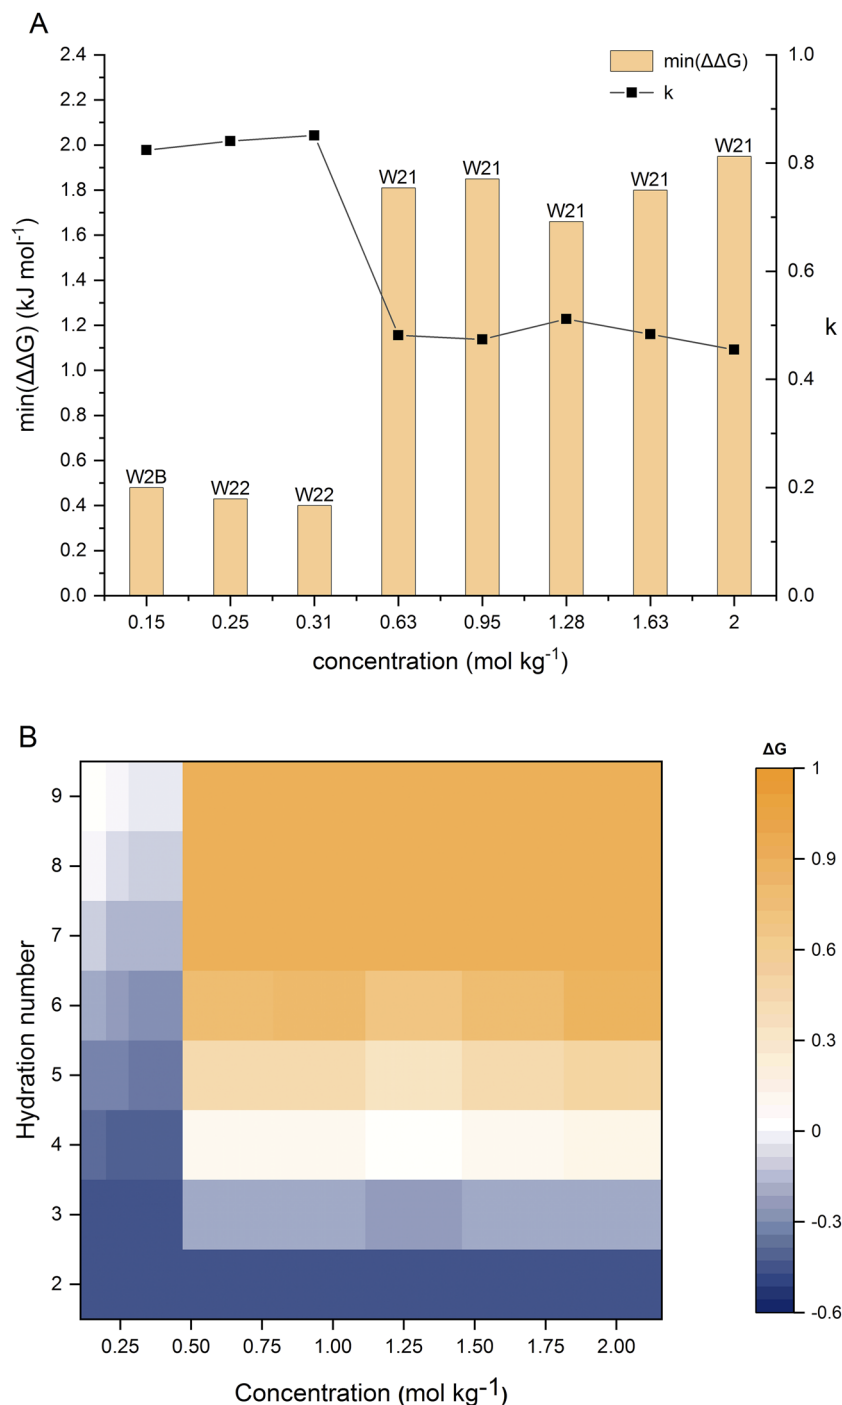 A
min(ΔΔG)
k
2.4
2.2
2.0
1.8
1.6
1.4
1.2
1.0
0.8
0.6
0.4
0.2
0.0
min(ΔΔG) (kJ mol-1)
1.0
0.8
0.6
0.4
0.2
0.0
k
W2B
W22
W22
W21
W21
W21
W21
W21
0.15 0.25 0.31 0.63 0.95 1.28 1.63 2
concentration (mol kg-1)
B
ΔG
9
8
7
6
5
4
3
2
Hydration number
1
0.9
0.6
0.3
0
-0.3
-0.6
0.25 0.50 0.75 1.00 1.25 1.50 1.75 2.00
Concentration (mol kg-1)